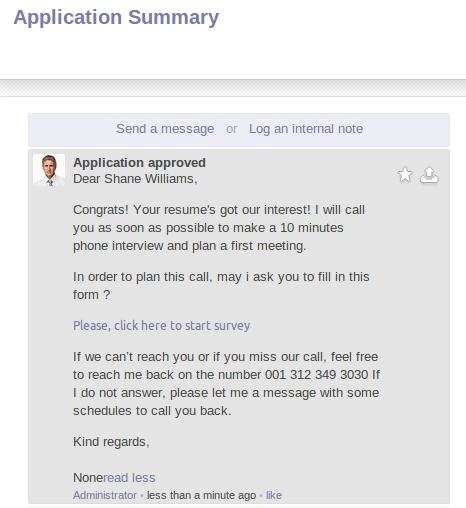 Application Summary
Send a message or Log an internal note
Application approved
Dear Shane Williams,
Congrats! Your resume's got our interest! I will call
you as soon as possible to make a 10 minutes
phone interview and plan a first meeting.
In order to plan this call, may i ask you to fill in this
form ?
Please, click here to start survey
If we can't reach you or if you miss our call, feel free
to reach me back on the number 001 312 349 3030 If
I do not answer, please let me a message with some
schedules to call you back.
Kind regards,
Noneread less
Administrator • less than a minute ago • like